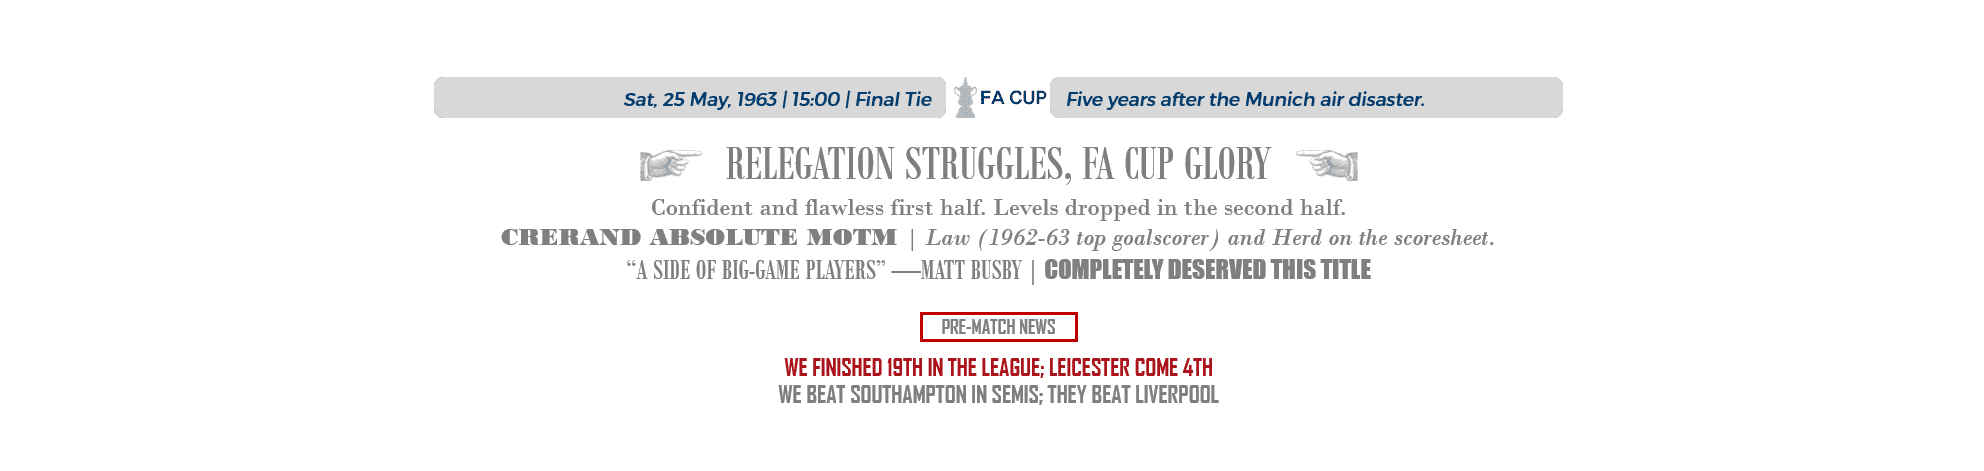 Sat, 25 May, 1963 | 15:00 | Final Tie FA CUP Five years after the Munich air disaster.
RELEGATION STRUGGLES, FA CUP GLORY
Confident and flawless first half. Levels dropped in the second half.
CRERAND ABSOLUTE MOTM | Law (1962-63 top goalscorer) and Herd on the scoresheet.
“A SIDE OF BIG-GAME PLAYERS” —MATT BUSBY | COMPLETELY DESERVED THIS TITLE
PRE-MATCH NEWS
WE FINISHED 19TH IN THE LEAGUE; LEICESTER COME 4TH
WE BEAT SOUTHAMPTON IN SEMIS; THEY BEAT LIVERPOOL